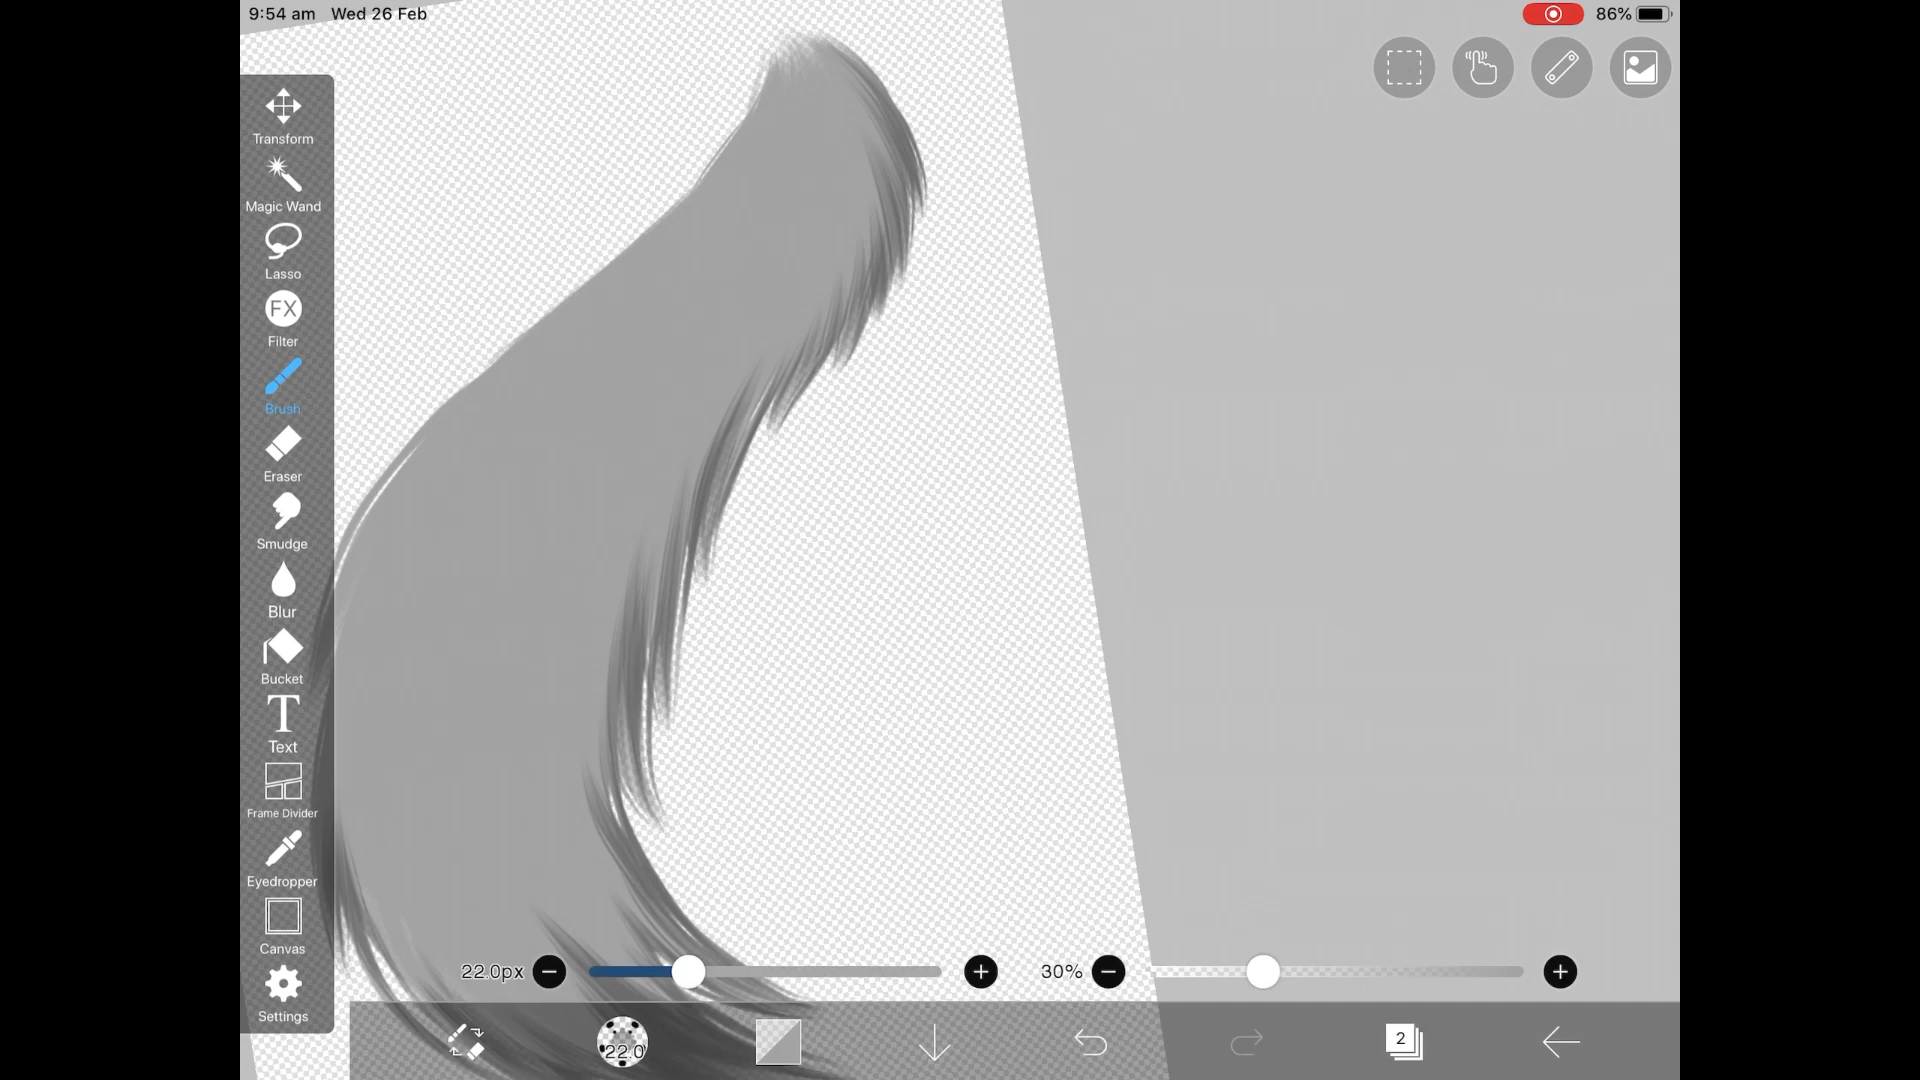 9:54 am Wed 26 Feb
86%
Transform
Magic Wand
Lasso
FX
Filter
Brush
Eraser
Smudge
Blur
Bucket
T
Text
Frame Divider
Eyedropper
Canvas
Settings
22.0px
30%
22.0
2